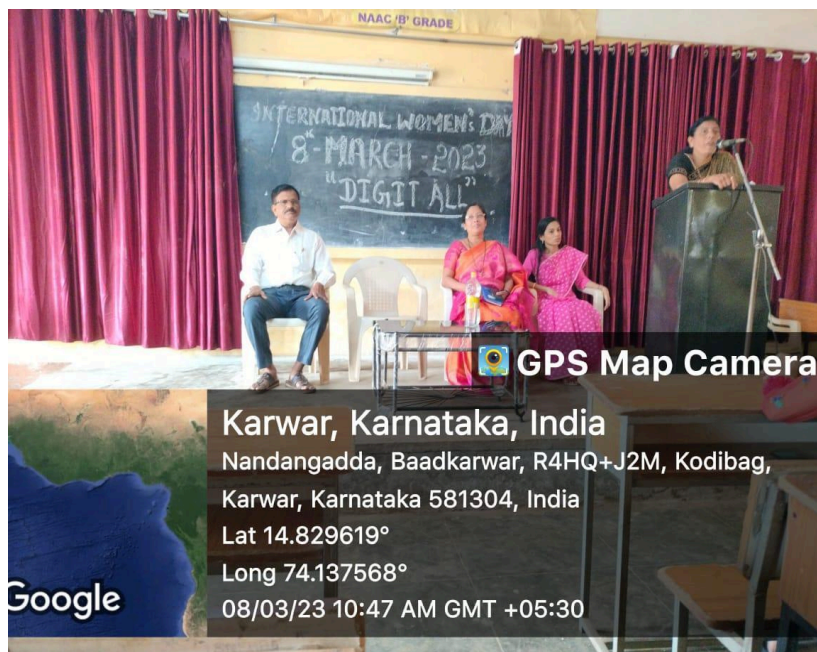 NAAC 'B' GRADE
INTERNATIONAL WOMEN'S DAY
8th - MARCH - 2023
"DIGIT ALL"
GPS Map Camera
Karwar, Karnataka, India
Nandangadda, Baadkarwar, R4HQ+J2M, Kodibag,
Karwar, Karnataka 581304, India
Lat 14.829619°
Long 74.137568°
08/03/23 10:47 AM GMT +05:30
Google